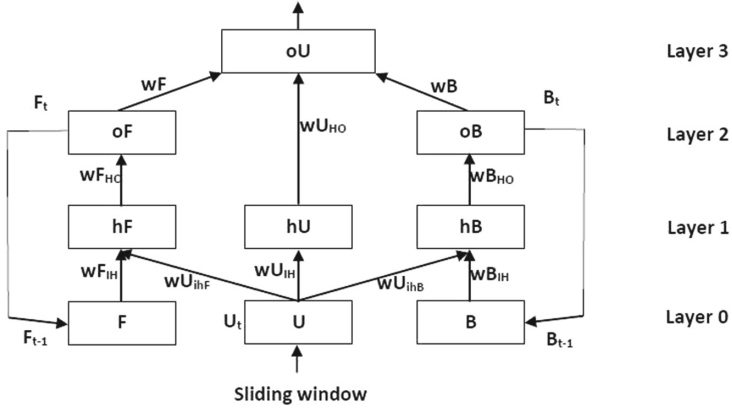 oU Layer 3
wF wB
Ft Bt
oF wUHO oB Layer 2
wFHO wBHO
hF hU hB Layer 1
wFIH wUihF wUIH wUihB wBIH
F Ut U B Layer 0
Ft-1 Bt-1
Sliding window